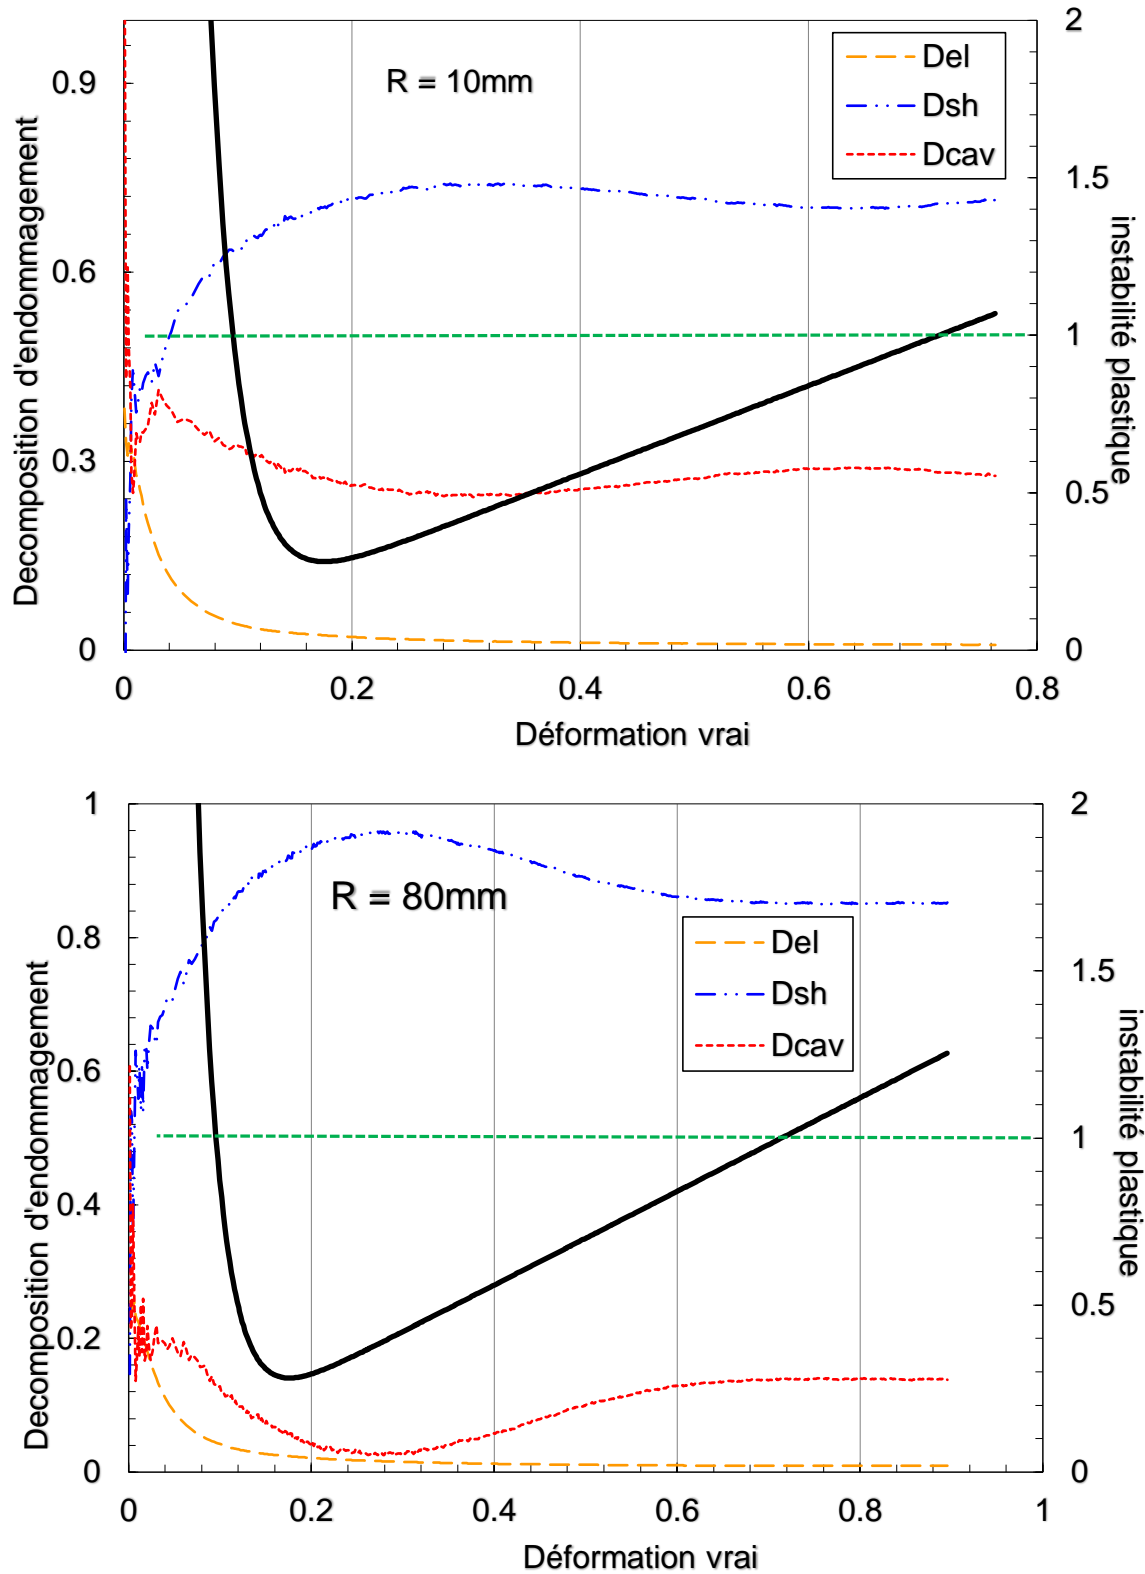 2
0.9
R = 10mm
Del
Dsh
Dcav
1.5
0.6
1
0.3
0.5
0
0
0
0.2
0.4
0.6
0.8
Decomposition d'endommagement
instabilité plastique
Déformation vrai
1
2
R = 80mm
Del
Dsh
Dcav
0.8
1.5
0.6
1
0.4
0.5
0.2
0
0
0
0.2
0.4
0.6
0.8
1
Decomposition d'endommagement
instabilité plastique
Déformation vrai